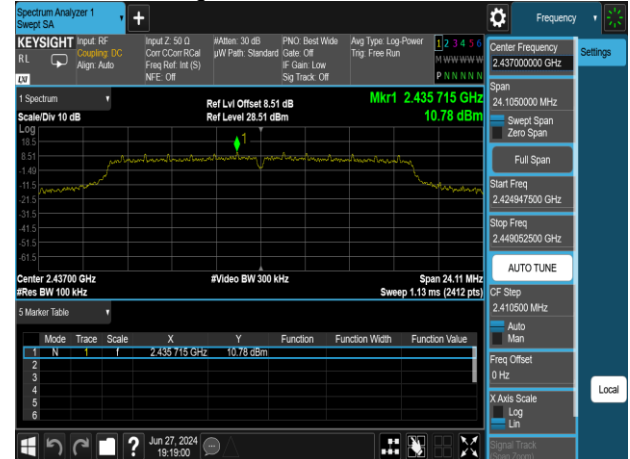 Spectrum Analyzer 1
Swept SA
Frequency
KEYSIGHT
RL
LXI
Input: RF
Coupling: DC
Align: Auto
Input Z: 50 Ω
Corr CCorr RCal
Freq Ref: Int (S)
NFE: Off
#Atten: 30 dB
µW Path: Standard
PNO: Best Wide
Gate: Off
IF Gain: Low
Sig Track: Off
Avg Type: Log-Power
Trig: Free Run
1 2 3 4 5 6
M W W W W W
P N N N N N
Center Frequency
2.437000000 GHz
Settings
Span
24.1050000 MHz
Swept Span
Zero Span
Full Span
Start Freq
2.424947500 GHz
Stop Freq
2.449052500 GHz
AUTO TUNE
CF Step
2.410500 MHz
Auto
Man
Freq Offset
0 Hz
X Axis Scale
Log
Lin
Signal Track
(Span Zoom)
Local
1 Spectrum
Scale/Div 10 dB
Ref Lvl Offset 8.51 dB
Ref Level 28.51 dBm
Mkr1 2.435 715 GHz
10.78 dBm
Log
1
18.5
8.51
-1.49
-11.5
-21.5
-31.5
-41.5
-51.5
-61.5
Center 2.43700 GHz
#Video BW 300 kHz
Span 24.11 MHz
#Res BW 100 kHz
Sweep 1.13 ms (2412 pts)
5 Marker Table
Mode Trace Scale X Y Function Function Width Function Value
1 N 1 f 2.435 715 GHz 10.78 dBm
2
3
4
5
6
Jun 27, 2024
19:19:00